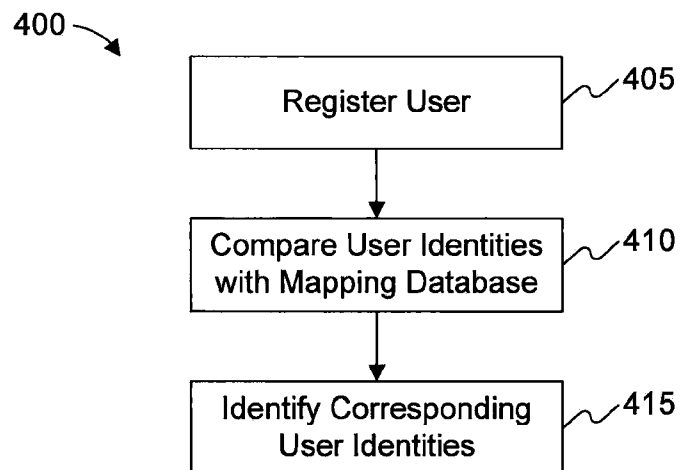 400
Register User
405
Compare User Identities
with Mapping Database
410
Identify Corresponding
User Identities
415